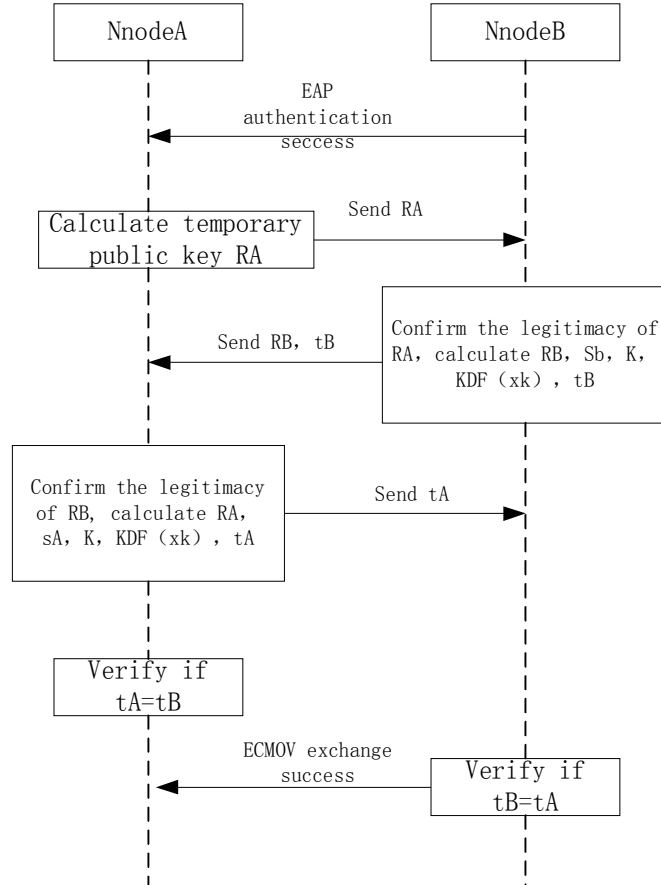 NnodeA
NnodeB
EAP
authentication
seccess
Send RA
Calculate temporary
public key RA
Confirm the legitimacy of
RA，calculate RB，Sb，K，
KDF（xk）,tB
Send RB，tB
Confirm the legitimacy
of RB, calculate RA，
sA，K，KDF（xk）,tA
Send tA
Verify if
tA=tB
ECMOV exchange
success
Verify if
tB=tA